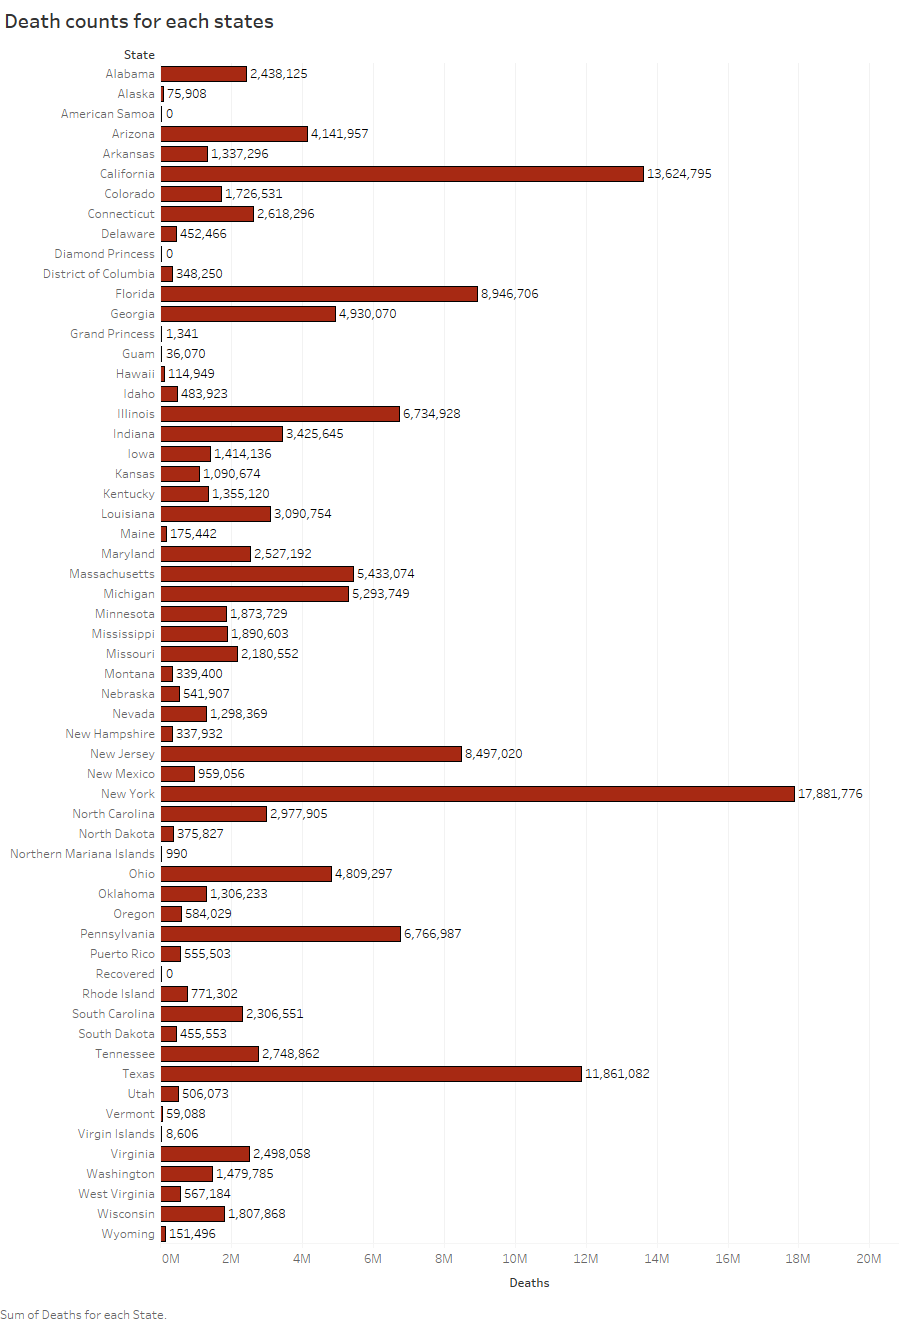 Death counts for each states
State
Alabama 2,438,125
Alaska 75,908
American Samoa 0
Arizona 4,141,957
Arkansas 1,337,296
California 13,624,795
Colorado 1,726,531
Connecticut 2,618,296
Delaware 452,466
Diamond Princess 0
District of Columbia 348,250
Florida 8,946,706
Georgia 4,930,070
Grand Princess 1,341
Guam 36,070
Hawaii 114,949
Idaho 483,923
Illinois 6,734,928
Indiana 3,425,645
Iowa 1,414,136
Kansas 1,090,674
Kentucky 1,355,120
Louisiana 3,090,754
Maine 175,442
Maryland 2,527,192
Massachusetts 5,433,074
Michigan 5,293,749
Minnesota 1,873,729
Mississippi 1,890,603
Missouri 2,180,552
Montana 339,400
Nebraska 541,907
Nevada 1,298,369
New Hampshire 337,932
New Jersey 8,497,020
New Mexico 959,056
New York 17,881,776
North Carolina 2,977,905
North Dakota 375,827
Northern Mariana Islands 990
Ohio 4,809,297
Oklahoma 1,306,233
Oregon 584,029
Pennsylvania 6,766,987
Puerto Rico 555,503
Recovered 0
Rhode Island 771,302
South Carolina 2,306,551
South Dakota 455,553
Tennessee 2,748,862
Texas 11,861,082
Utah 506,073
Vermont 59,088
Virgin Islands 8,606
Virginia 2,498,058
Washington 1,479,785
West Virginia 567,184
Wisconsin 1,807,868
Wyoming 151,496
0M 2M 4M 6M 8M 10M 12M 14M 16M 18M 20M
Deaths
Sum of Deaths for each State.